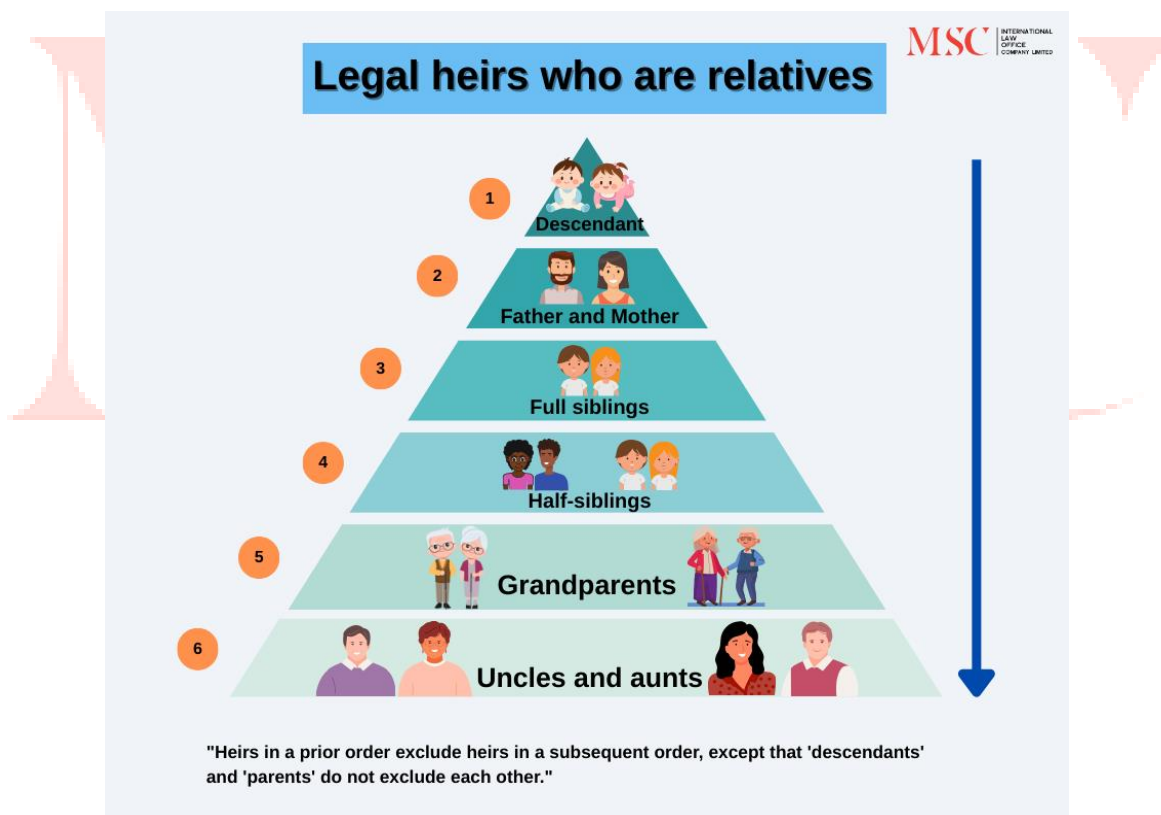 MSC
INTERNATIONAL
LAW
OFFICE
COMPANY LIMITED
Legal heirs who are relatives
1
Descendant
2
Father and Mother
3
Full siblings
4
Half-siblings
5
Grandparents
6
Uncles and aunts
"Heirs in a prior order exclude heirs in a subsequent order, except that 'descendants'
and 'parents' do not exclude each other."